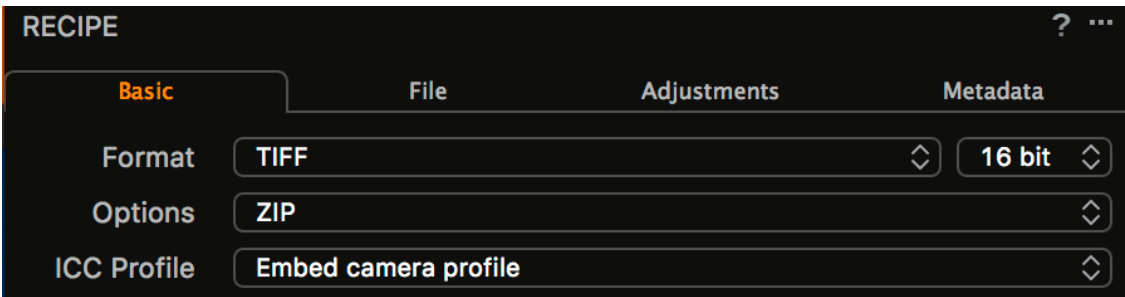 RECIPE ? ...
Basic File Adjustments Metadata
Format TIFF 16 bit
Options ZIP
ICC Profile Embed camera profile